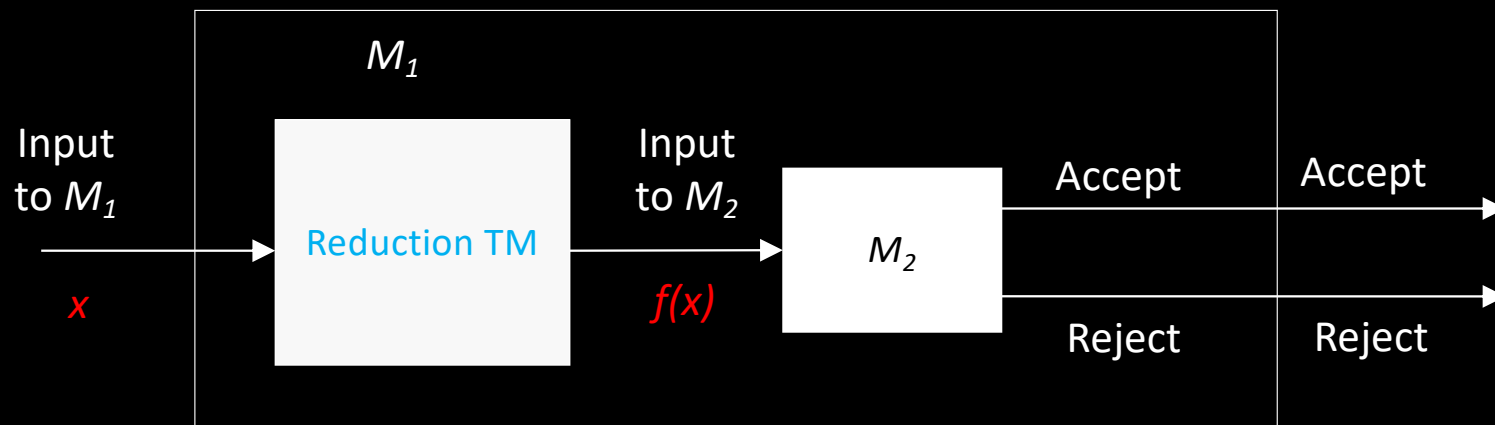 M₁
Input
to M₁
x
Reduction TM
Input
to M₂
f(x)
M₂
Accept
Reject
Accept
Reject